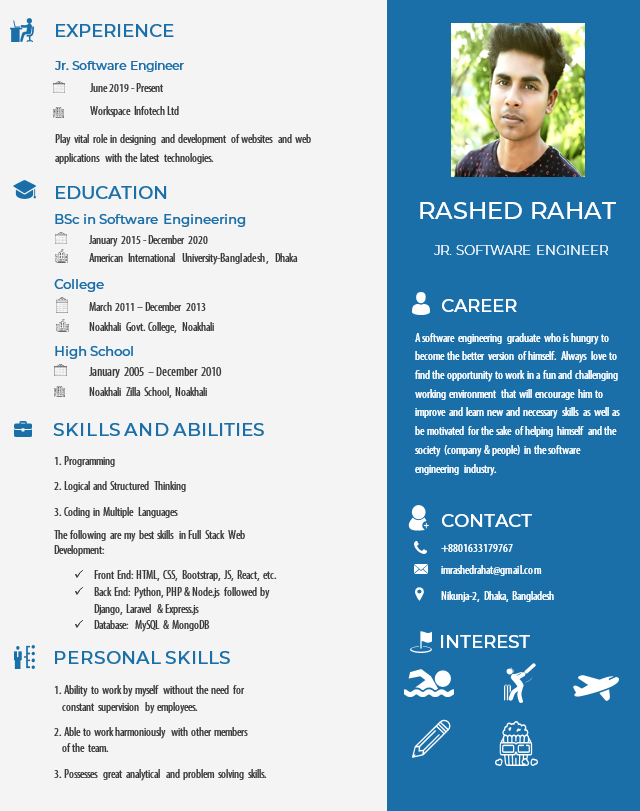 EXPERIENCE
Jr. Software Engineer
June 2019 - Present
Workspace Infotech Ltd
Play vital role in designing and development of websites and web
applications with the latest technologies.
EDUCATION
BSc in Software Engineering
January 2015 - December 2020
American International University-Bangladesh, Dhaka
College
March 2011 – December 2013
Noakhali Govt. College, Noakhali
High School
January 2005 – December 2010
Noakhali Zilla School, Noakhali
SKILLS AND ABILITIES
1. Programming
2. Logical and Structured Thinking
3. Coding in Multiple Languages
The following are my best skills in Full Stack Web
Development:
✓ Front End: HTML, CSS, Bootstrap, JS, React, etc.
✓ Back End: Python, PHP & Node.js followed by
Django, Laravel & Express.js
✓ Database: MySQL & MongoDB
PERSONAL SKILLS
1. Ability to work by myself without the need for
constant supervision by employees.
2. Able to work harmoniously with other members
of the team.
3. Possesses great analytical and problem solving skills.
RASHED RAHAT
JR. SOFTWARE ENGINEER
CAREER
A software engineering graduate who is hungry to
become the better version of himself. Always love to
find the opportunity to work in a fun and challenging
working environment that will encourage him to
improve and learn new and necessary skills as well as
be motivated for the sake of helping himself and the
society (company & people) in the software
engineering industry.
CONTACT
+8801633179767
imrashedrahat@gmail.com
Nikunja-2, Dhaka, Bangladesh
INTEREST